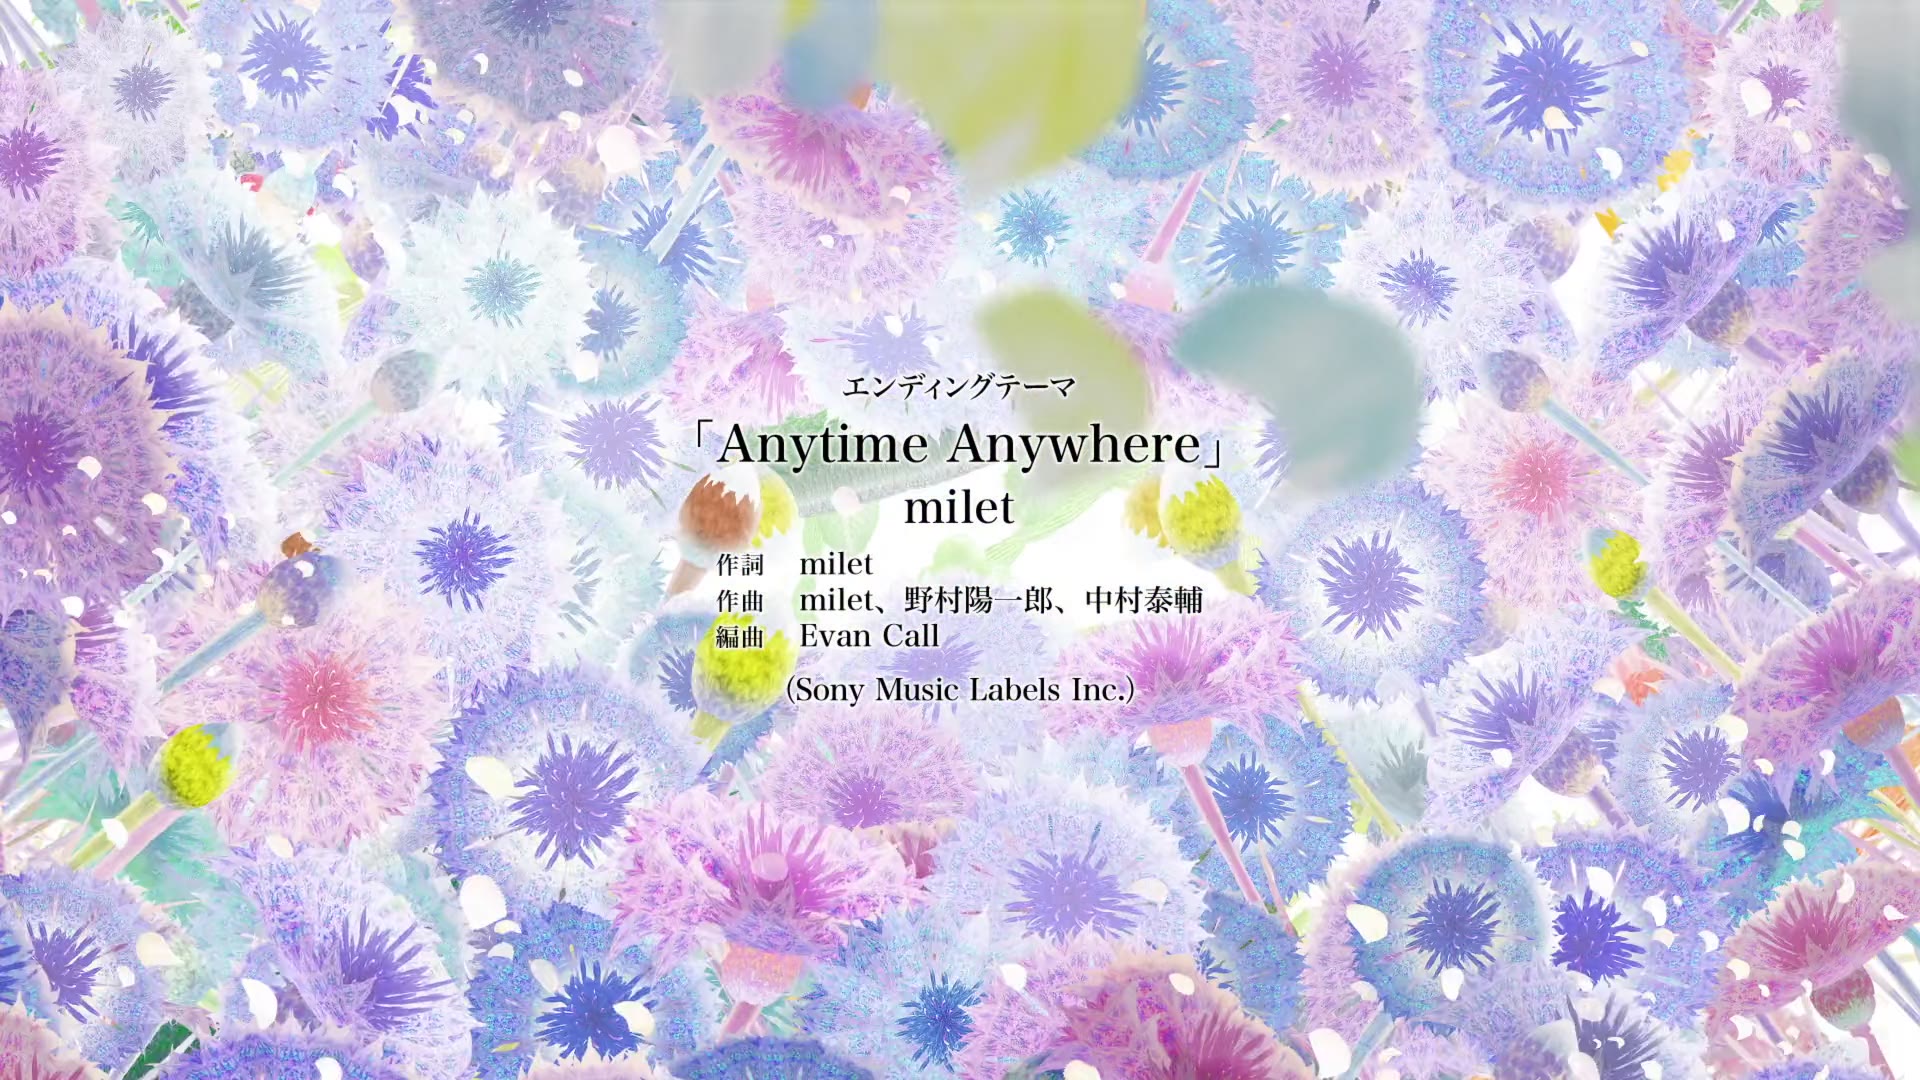 エンディングテーマ
「Anytime Anywhere」
milet
作詞 milet
作曲 milet、野村陽一郎、中村泰輔
編曲 Evan Call
(Sony Music Labels Inc.)